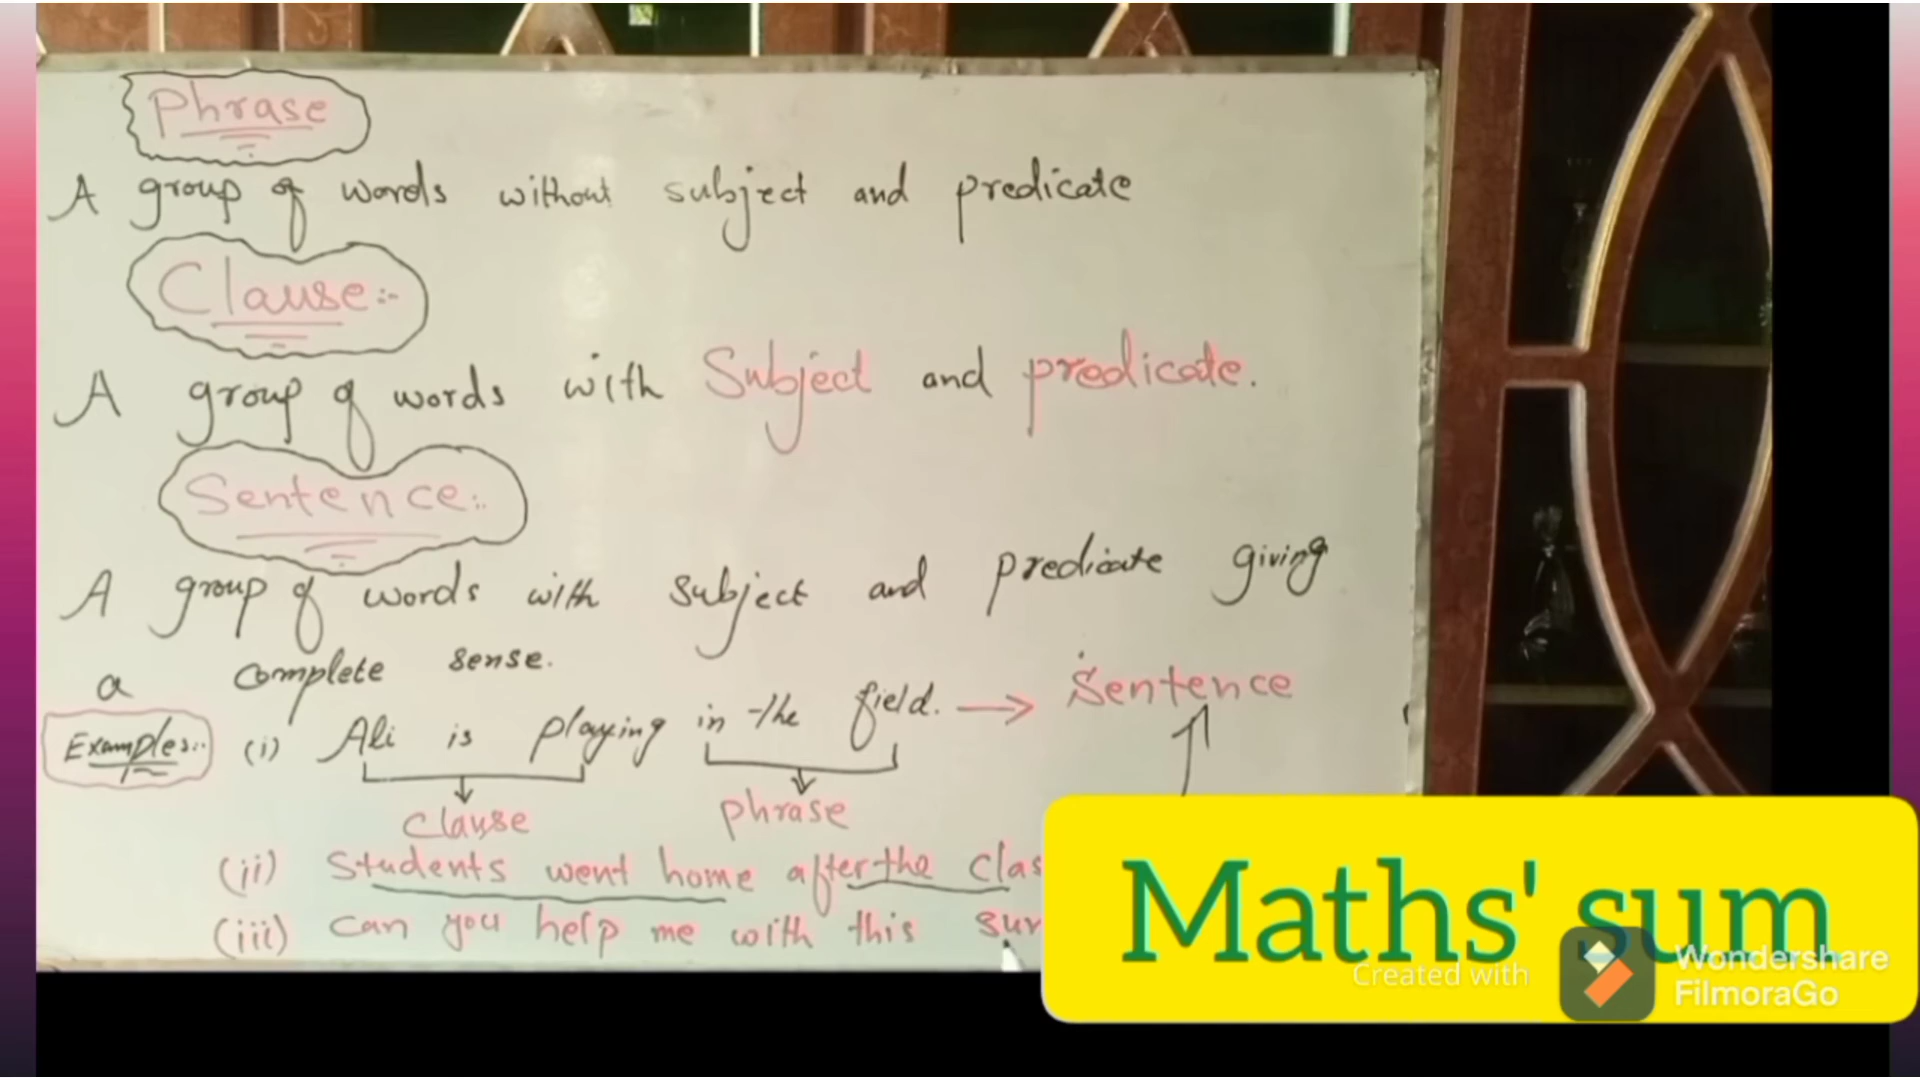 Phrase
A group of words without subject and predicate
Clause:-
A group of words with Subject and predicate.
Sentence:-
A group of words with subject and predicate giving
a complete sense.
Examples:- (i) Ali is playing in the field. → Sentence
clause phrase
(ii) Students went home after the clas
(iii) can you help me with this
Maths' sum
Created with Wondershare
FilmoraGo